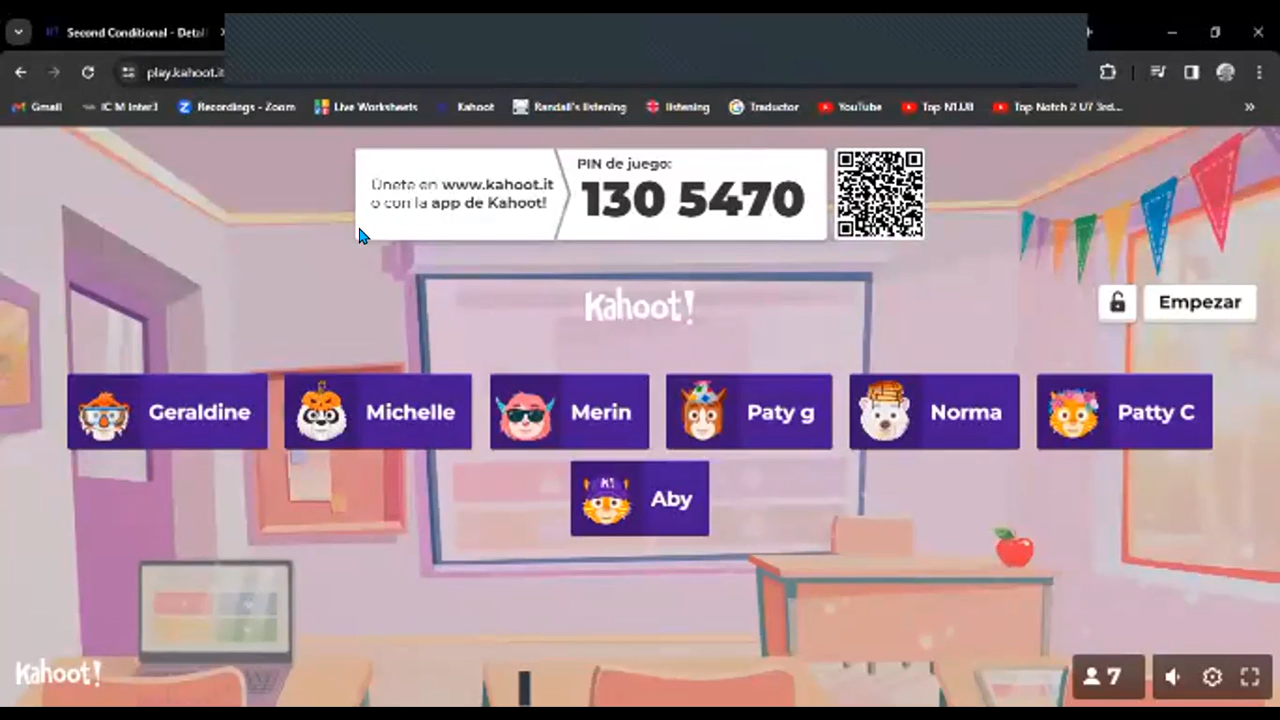 Second Conditional - Detail
play.kahoot.it
Gmail
IC M Inter1
Recordings - Zoom
Live Worksheets
Kahoot
Randall's listening
listening
Traductor
YouTube
Top N1.U8
Top Notch 2 U7 3rd...
Únete en www.kahoot.it
o con la app de Kahoot!
PIN de juego:
130 5470
Kahoot!
Empezar
Geraldine
Michelle
Merin
Paty g
Norma
Patty C
Aby
Kahoot!
7